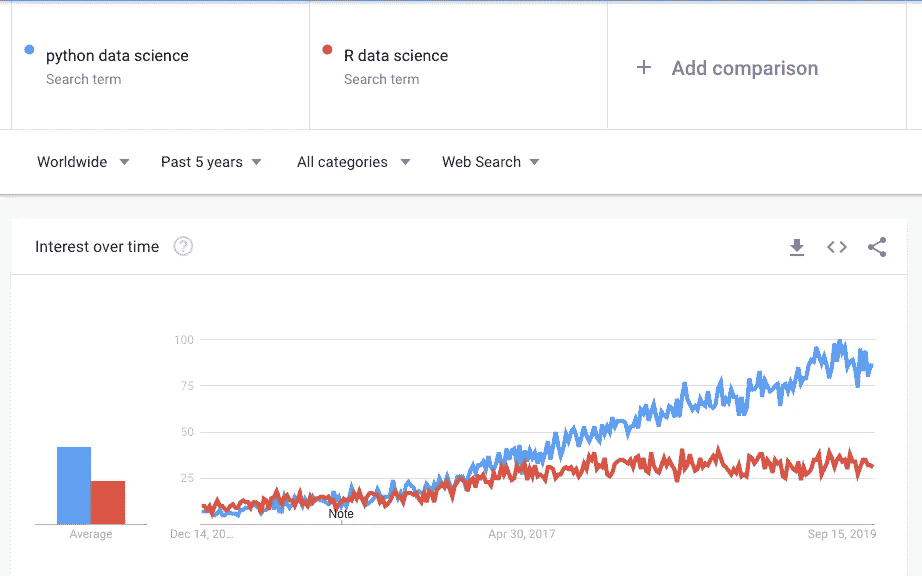 python data science
Search term
R data science
Search term
+ Add comparison
Worldwide
Past 5 years
All categories
Web Search
Interest over time
?
100
75
50
25
Note
Average
Dec 14, 20...
Apr 30, 2017
Sep 15, 2019